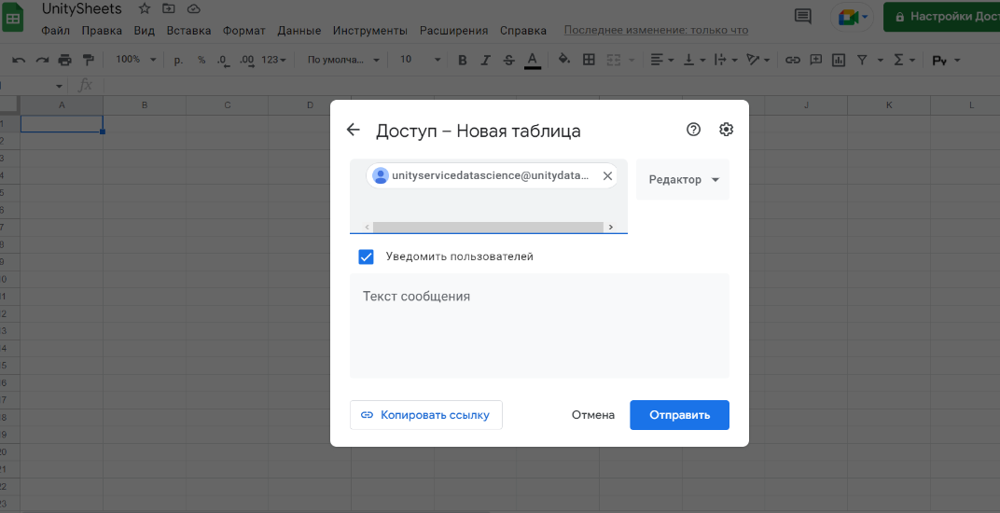 UnitySheets
Файл Правка Вид Вставка Формат Данные Инструменты Расширения Справка Последнее изменение: только что
Настройки Дос
100% р. % .0 .00 123 По умолча... 10 B I S A Σ Ру
fx
A B C D J K L
1
2
3
4
5
6
7
8
9
10
11
12
13
14
15
16
17
18
19
20
21
22
23
Доступ – Новая таблица
unityservicedatascience@unitydata... Редактор
Уведомить пользователей
Текст сообщения
Копировать ссылку Отмена Отправить